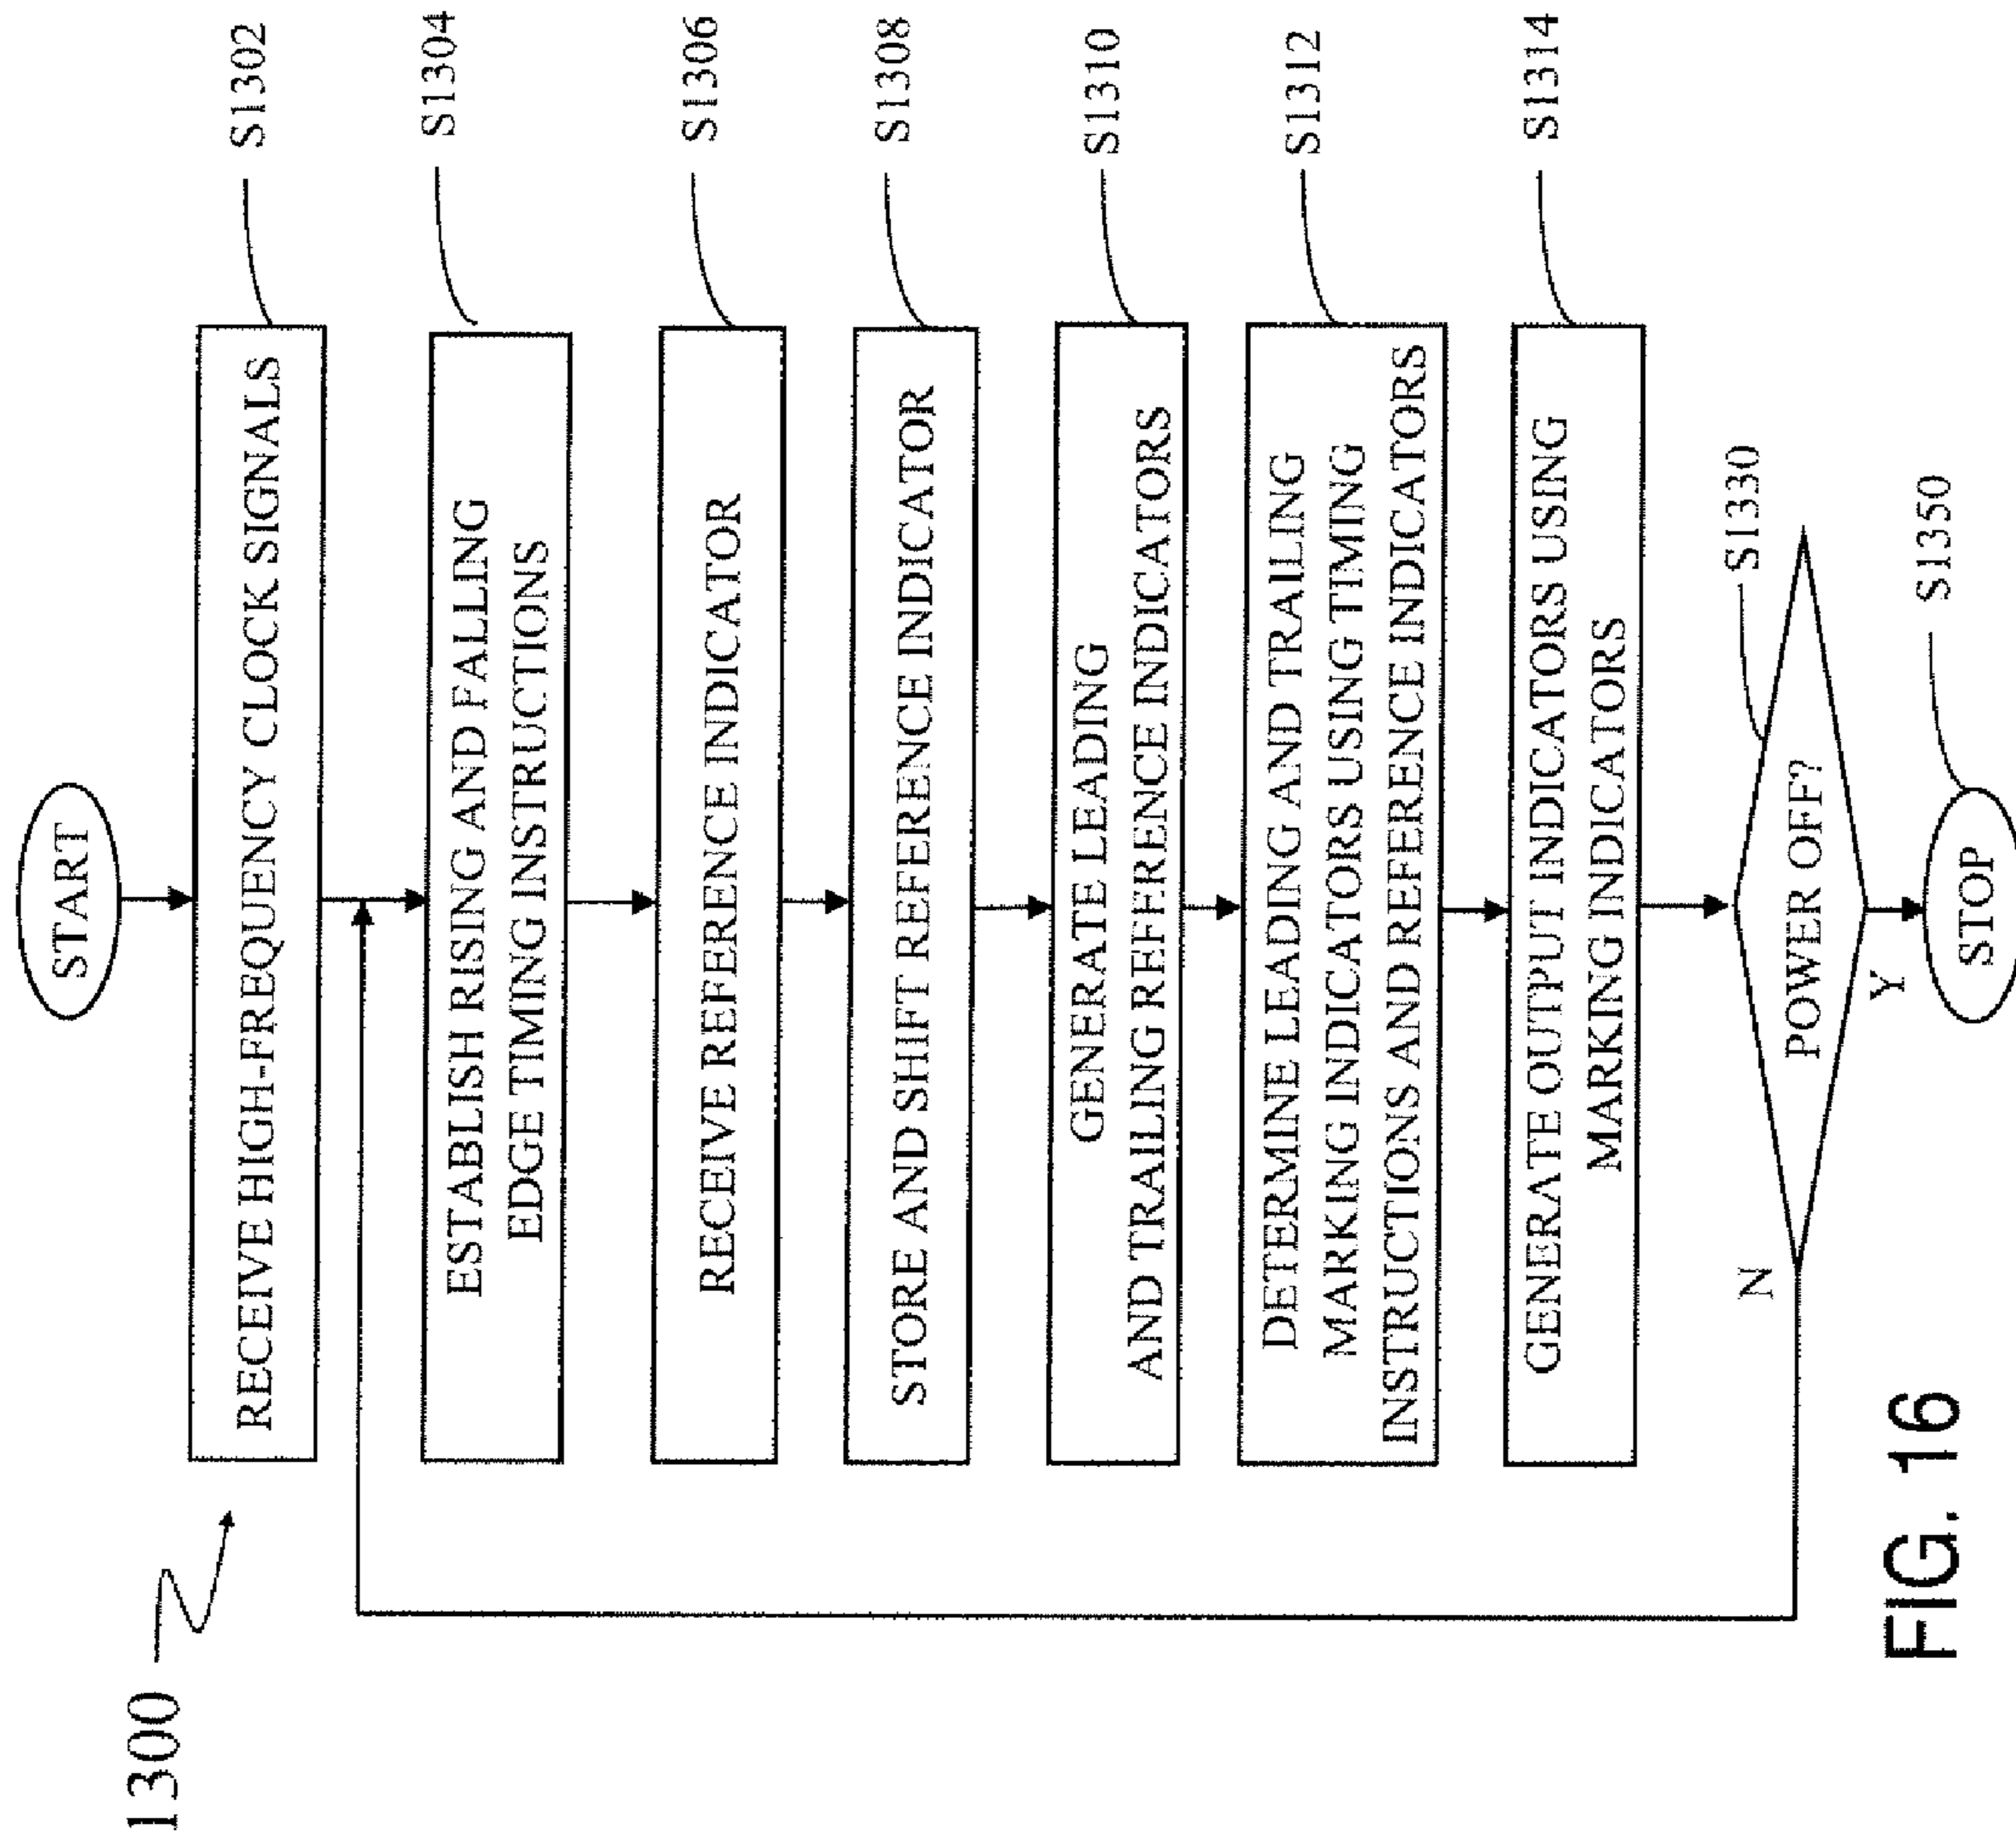 1300
START
RECEIVE HIGH-FREQUENCY CLOCK SIGNALS
S1302
ESTABLISH RISING AND FALLING
EDGE TIMING INSTRUCTIONS
S1304
RECEIVE REFERENCE INDICATOR
S1306
STORE AND SHIFT REFERENCE INDICATOR
S1308
GENERATE LEADING
AND TRAILING REFERENCE INDICATORS
S1310
DETERMINE LEADING AND TRAILING
MARKING INDICATORS USING TIMING
INSTRUCTIONS AND REFERENCE INDICATORS
S1312
GENERATE OUTPUT INDICATORS USING
MARKING INDICATORS
S1314
POWER OFF?
S1330
N
Y
STOP
S1350
FIG. 16